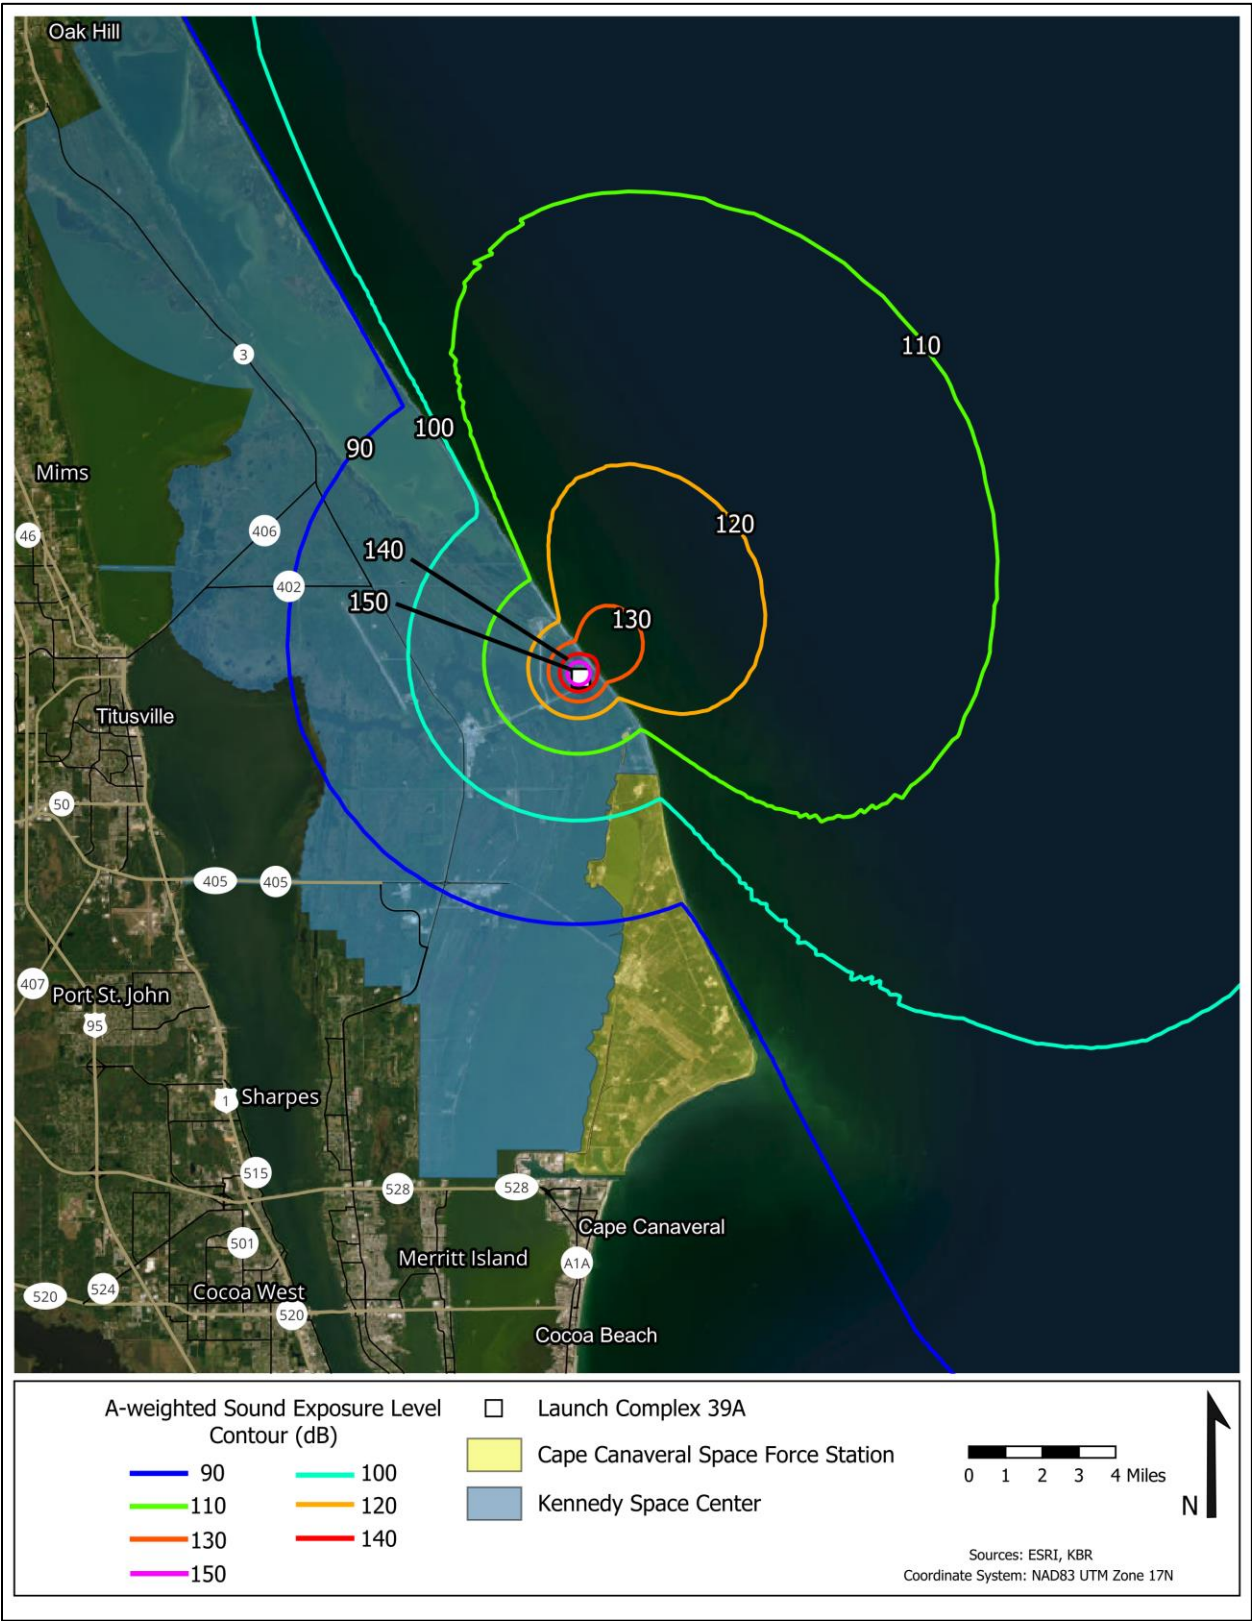 Oak Hill
3
110
100
90
Mims
120
46
406
140
402
150
130
Titusville
50
405
405
407
Port St. John
95
1
Sharpes
515
528
528
Cape Canaveral
501
Merritt Island
A1A
524
Cocoa West
520
520
Cocoa Beach
A-weighted Sound Exposure Level
Contour (dB)
90
100
110
120
130
140
150
Launch Complex 39A
Cape Canaveral Space Force Station
Kennedy Space Center
0 1 2 3 4 Miles
N
Sources: ESRI, KBR
Coordinate System: NAD83 UTM Zone 17N